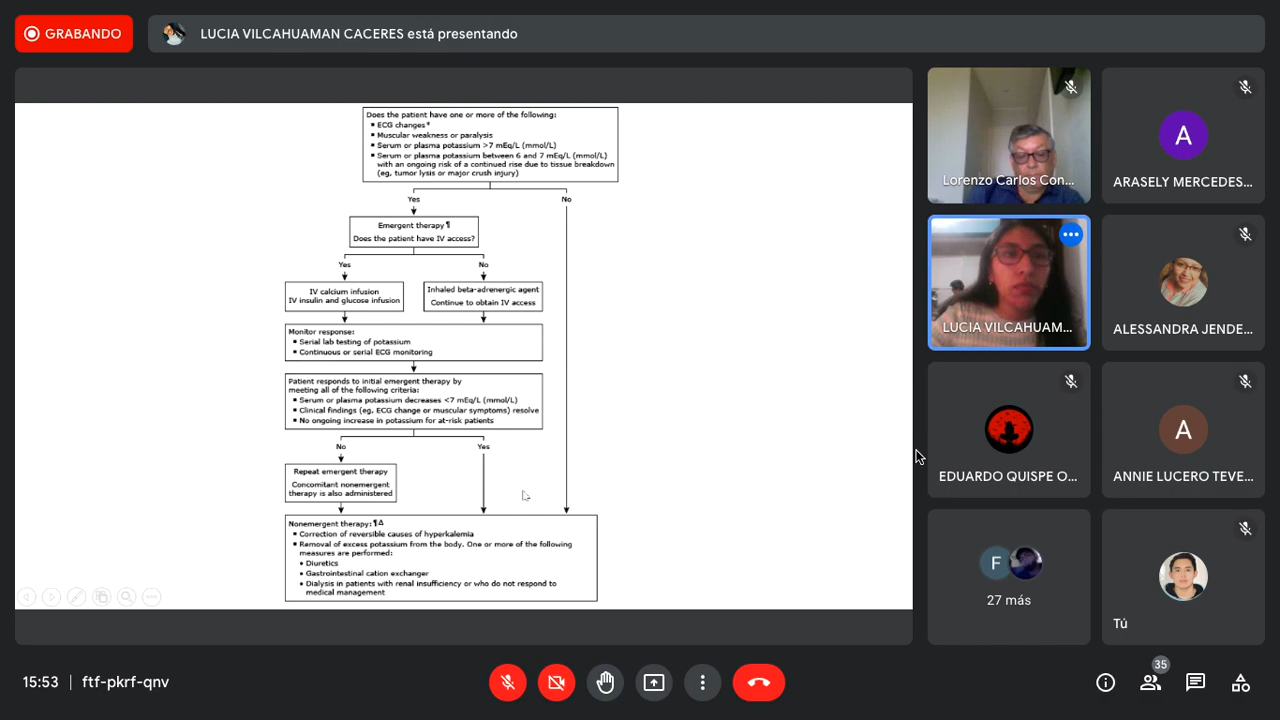 GRABANDO
LUCIA VILCAHUAMAN CACERES está presentando
Does the patient have one or more of the following:
▪ ECG changes*
▪ Muscular weakness or paralysis
▪ Serum or plasma potassium >7 mEq/L (mmol/L)
▪ Serum or plasma potassium between 6 and 7 mEq/L (mmol/L)
with an ongoing risk of a continued rise due to tissue breakdown
(eg, tumor lysis or major crush injury)
Yes
No
Emergent therapy¶
Does the patient have IV access?
Yes
No
IV calcium infusion
IV insulin and glucose infusion
Inhaled beta-adrenergic agent
Continue to obtain IV access
Monitor response:
▪ Serial lab testing of potassium
▪ Continuous or serial ECG monitoring
Patient responds to initial emergent therapy by
meeting all of the following criteria:
▪ Serum or plasma potassium decreases <7 mEq/L (mmol/L)
▪ Clinical findings (eg, ECG change or muscular symptoms) resolve
▪ No ongoing increase in potassium for at-risk patients
No
Yes
Repeat emergent therapy
Concomitant nonemergent
therapy is also administered
Nonemergent therapy:¶Δ
▪ Correction of reversible causes of hyperkalemia
▪ Removal of excess potassium from the body. One or more of the following
measures are performed:
• Diuretics
• Gastrointestinal cation exchanger
• Dialysis in patients with renal insufficiency or who do not respond to
medical management
Lorenzo Carlos Con...
A
ARASELY MERCEDES...
LUCIA VILCAHUAM...
ALESSANDRA JENDE...
EDUARDO QUISPE O...
A
ANNIE LUCERO TEVE...
F
27 más
Tú
15:53 | ftf-pkrf-qnv
35